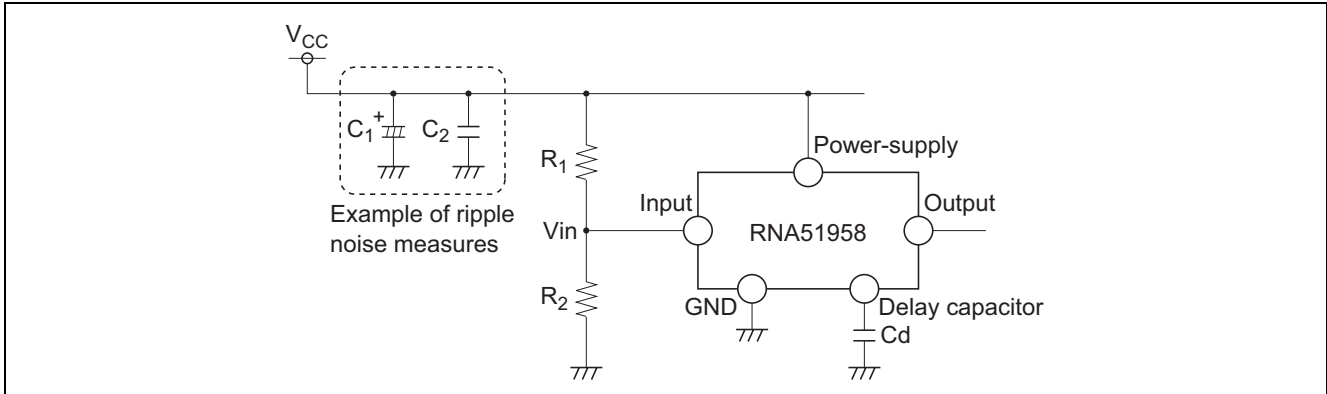 VCC
C1
+
C2
Example of ripple
noise measures
R1
Vin
R2
Power-supply
Input
Output
RNA51958
GND
Delay capacitor
Cd